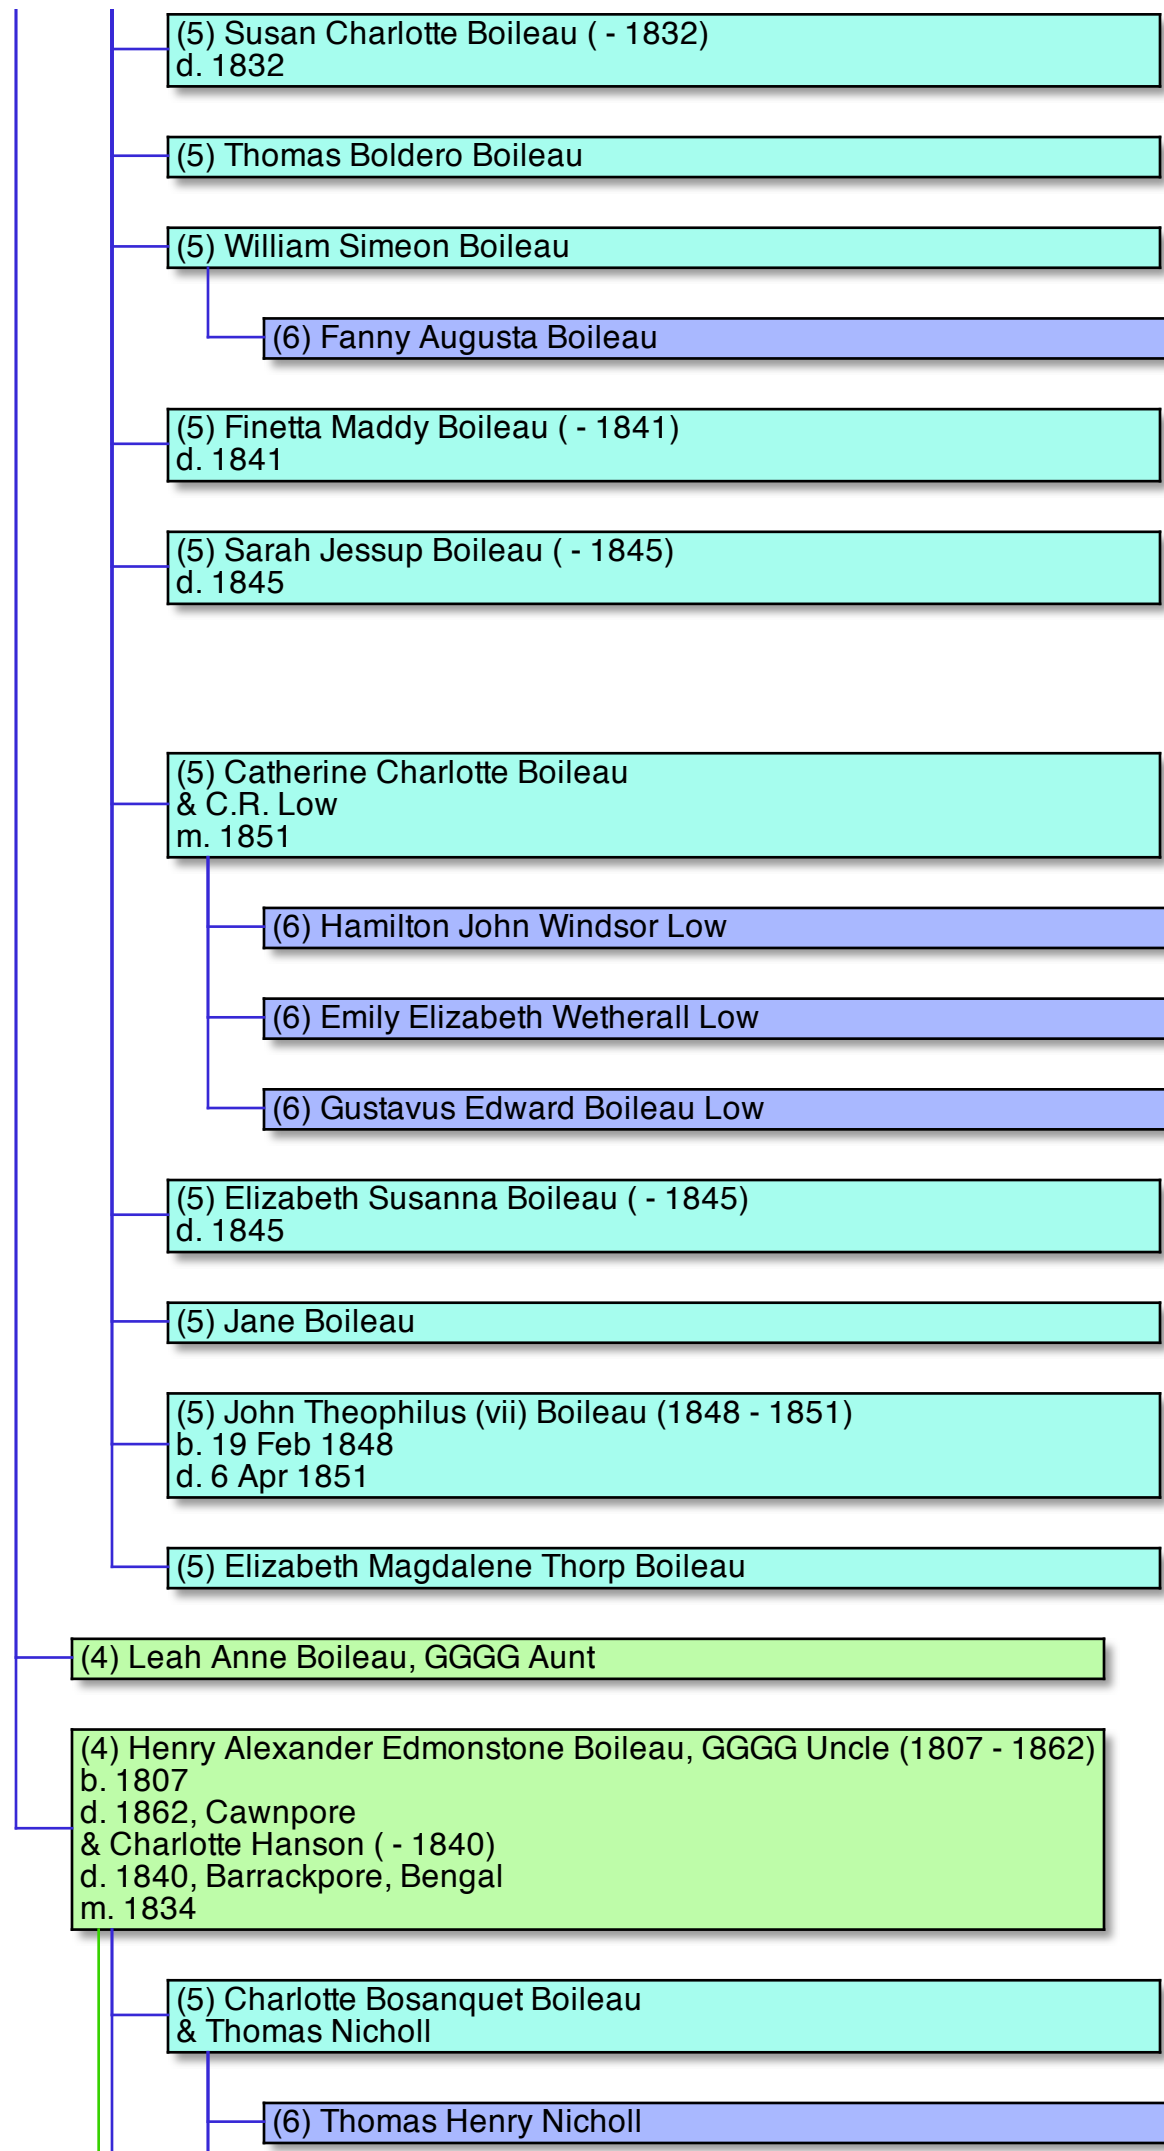 (5) Susan Charlotte Boileau ( - 1832)
d. 1832
(5) Thomas Boldero Boileau
(5) William Simeon Boileau
(6) Fanny Augusta Boileau
(5) Finetta Maddy Boileau ( - 1841)
d. 1841
(5) Sarah Jessup Boileau ( - 1845)
d. 1845
(5) Catherine Charlotte Boileau
& C.R. Low
m. 1851
(6) Hamilton John Windsor Low
(6) Emily Elizabeth Wetherall Low
(6) Gustavus Edward Boileau Low
(5) Elizabeth Susanna Boileau ( - 1845)
d. 1845
(5) Jane Boileau
(5) John Theophilus (vii) Boileau (1848 - 1851)
b. 19 Feb 1848
d. 6 Apr 1851
(5) Elizabeth Magdalene Thorp Boileau
(4) Leah Anne Boileau, GGGG Aunt
(4) Henry Alexander Edmonstone Boileau, GGGG Uncle (1807 - 1862)
b. 1807
d. 1862, Cawnpore
& Charlotte Hanson ( - 1840)
d. 1840, Barrackpore, Bengal
m. 1834
(5) Charlotte Bosanquet Boileau
& Thomas Nicholl
(6) Thomas Henry Nicholl